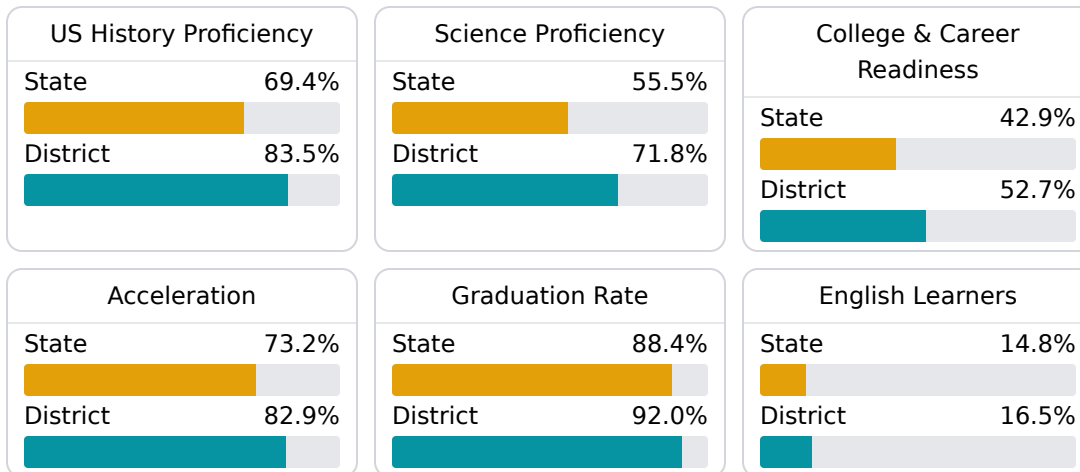 US History Proficiency
State 69.4%
District 83.5%
Science Proficiency
State 55.5%
District 71.8%
College & Career
Readiness
State 42.9%
District 52.7%
Acceleration
State 73.2%
District 82.9%
Graduation Rate
State 88.4%
District 92.0%
English Learners
State 14.8%
District 16.5%